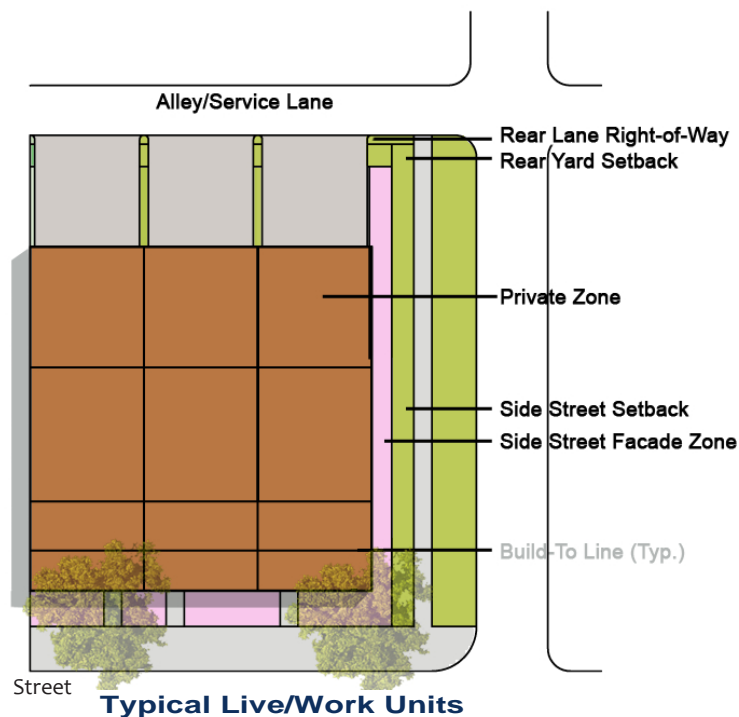 Alley/Service Lane
Rear Lane Right-of-Way
Rear Yard Setback
Private Zone
Side Street Setback
Side Street Facade Zone
Build-To Line (Typ.)
Street
Typical Live/Work Units